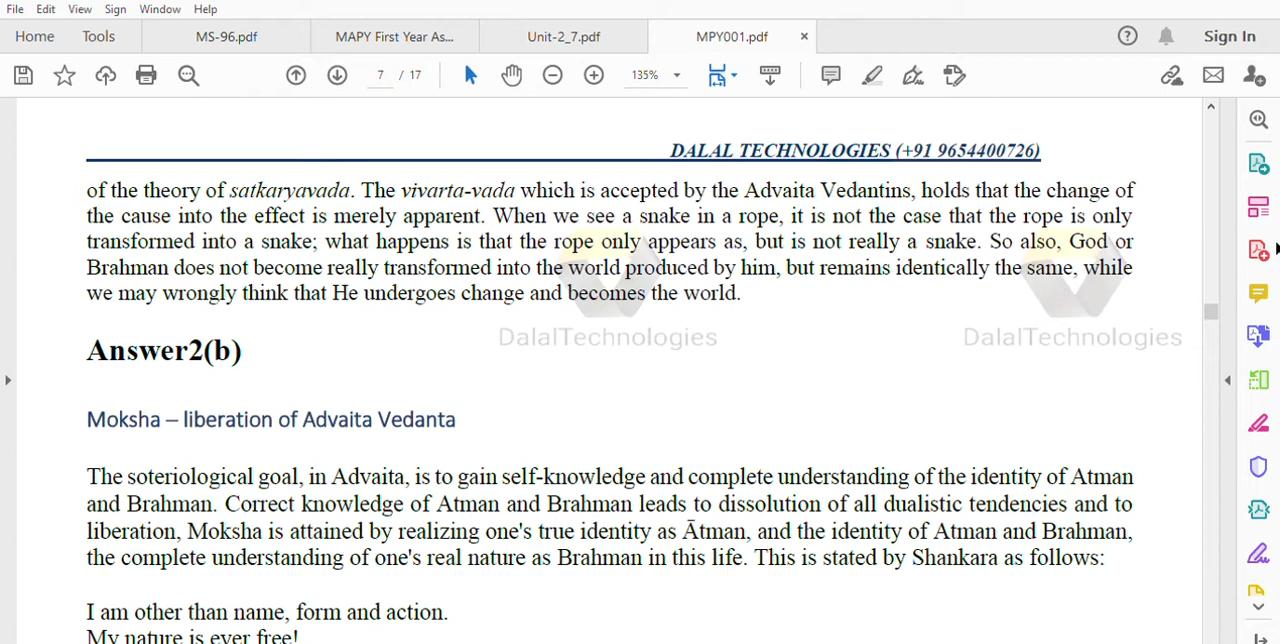 File Edit View Sign Window Help
Home Tools MS-96.pdf MAPY First Year As... Unit-2_7.pdf MPY001.pdf × Sign In
7 / 17 135%
DALAL TECHNOLOGIES (+91 9654400726)
of the theory of satkaryavada. The vivarta-vada which is accepted by the Advaita Vedantins, holds that the change of
the cause into the effect is merely apparent. When we see a snake in a rope, it is not the case that the rope is only
transformed into a snake; what happens is that the rope only appears as, but is not really a snake. So also, God or
Brahman does not become really transformed into the world produced by him, but remains identically the same, while
we may wrongly think that He undergoes change and becomes the world.
DalalTechnologies DalalTechnologies
Answer2(b)
Moksha – liberation of Advaita Vedanta
The soteriological goal, in Advaita, is to gain self-knowledge and complete understanding of the identity of Atman
and Brahman. Correct knowledge of Atman and Brahman leads to dissolution of all dualistic tendencies and to
liberation, Moksha is attained by realizing one's true identity as Ātman, and the identity of Atman and Brahman,
the complete understanding of one's real nature as Brahman in this life. This is stated by Shankara as follows:
I am other than name, form and action.
My nature is ever free!